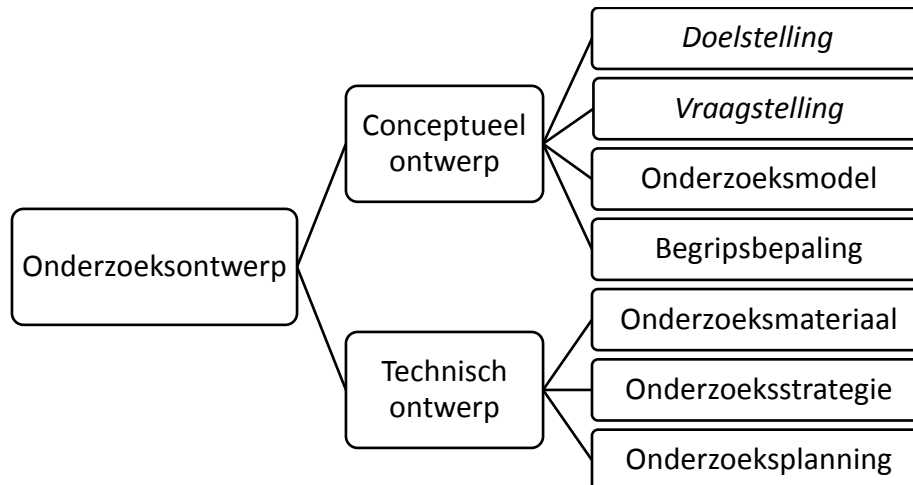 Onderzoeksontwerp
Conceptueel
ontwerp
Doelstelling
Vraagstelling
Onderzoeksmodel
Begripsbepaling
Technisch
ontwerp
Onderzoeksmateriaal
Onderzoeksstrategie
Onderzoeksplanning